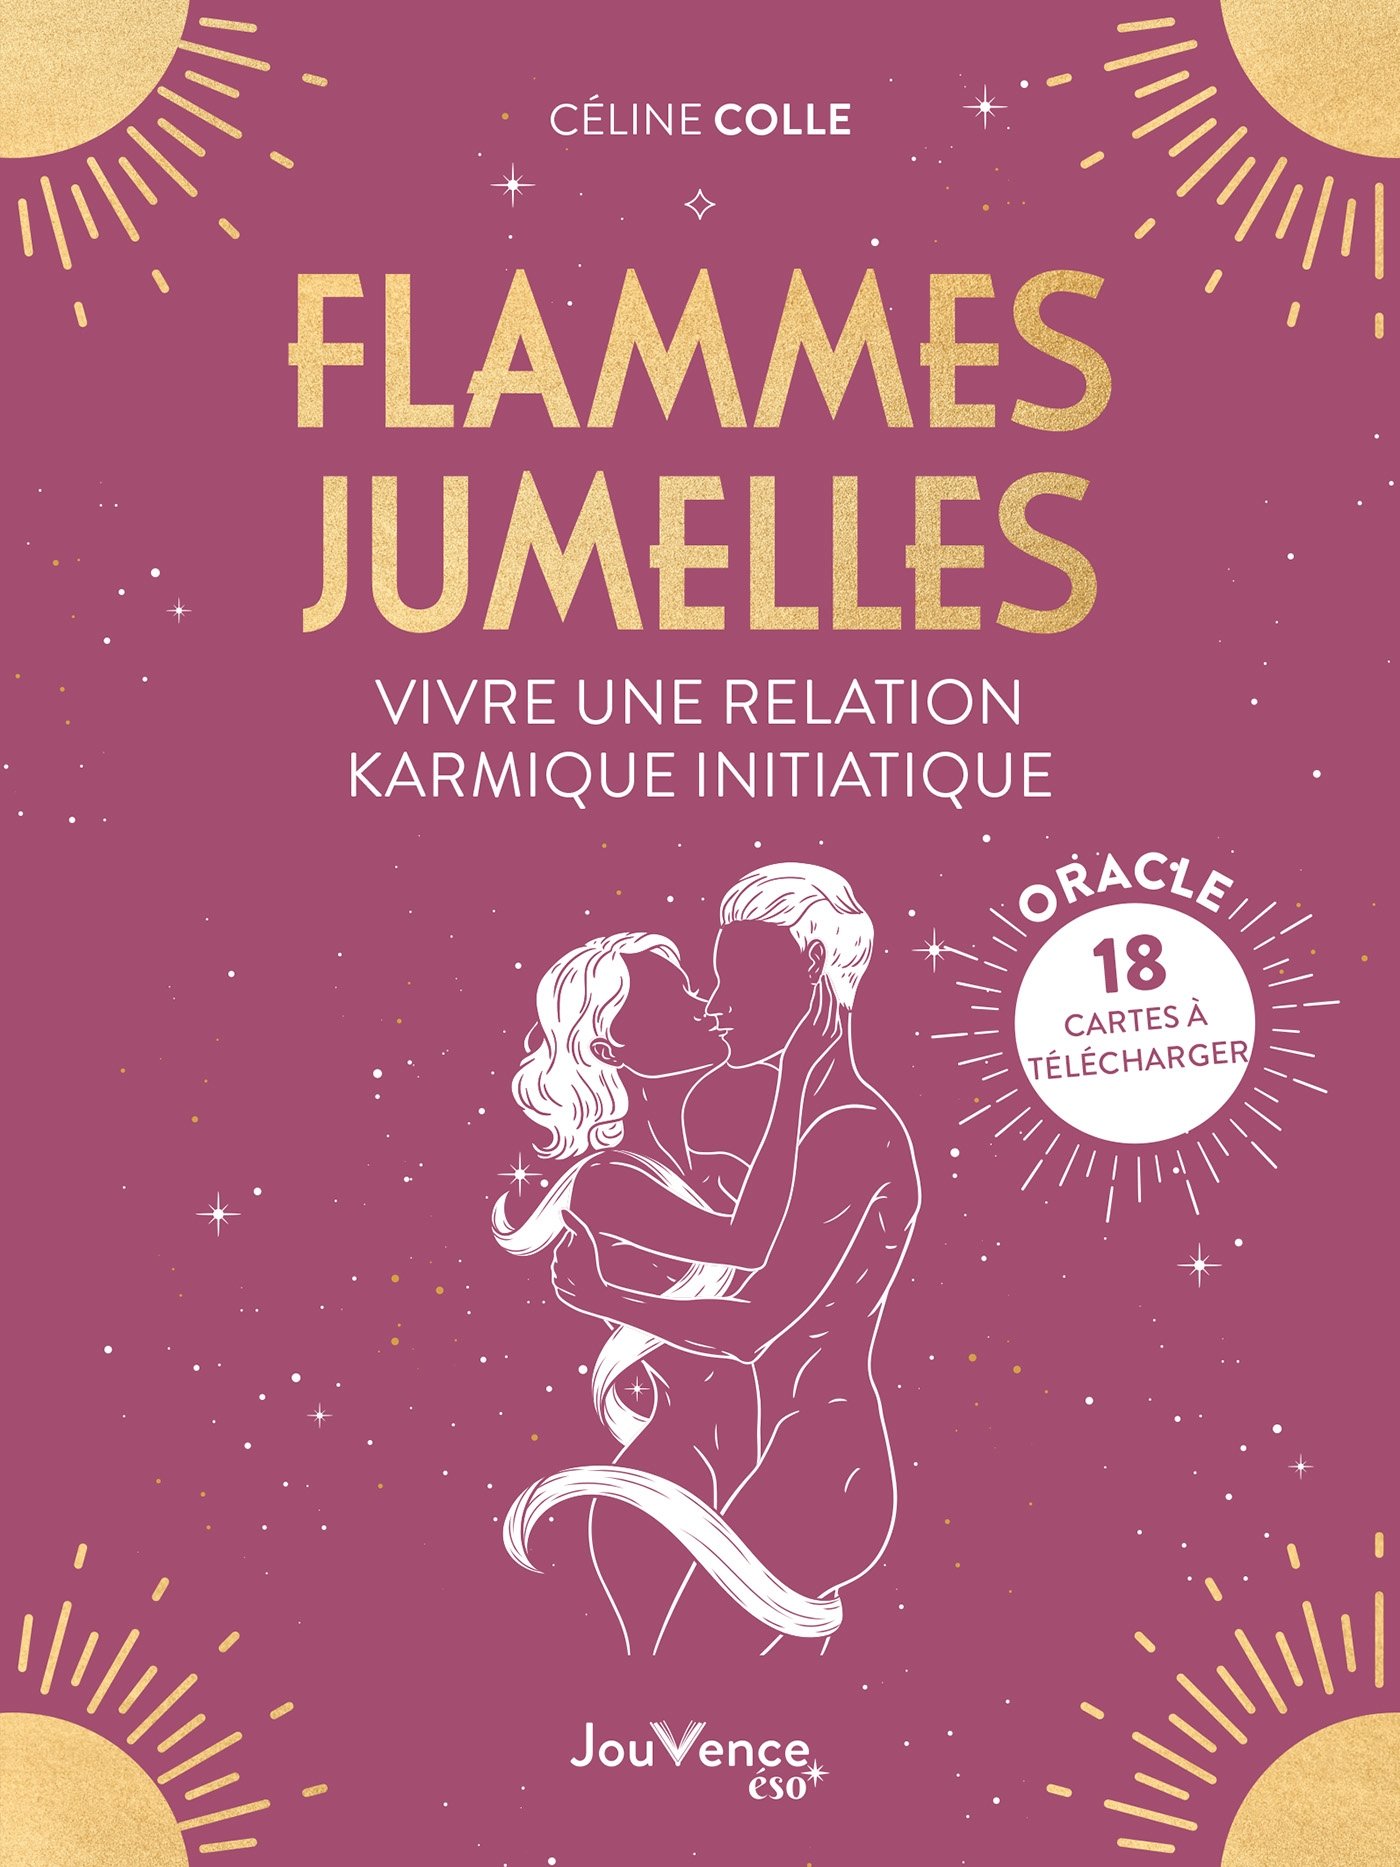 CÉLINE COLLE
FLAMMES
JUMELLES
VIVRE UNE RELATION
KARMIQUE INITIATIQUE
ORACLE
18
CARTES À
TÉLÉCHARGER
JouVence
éso